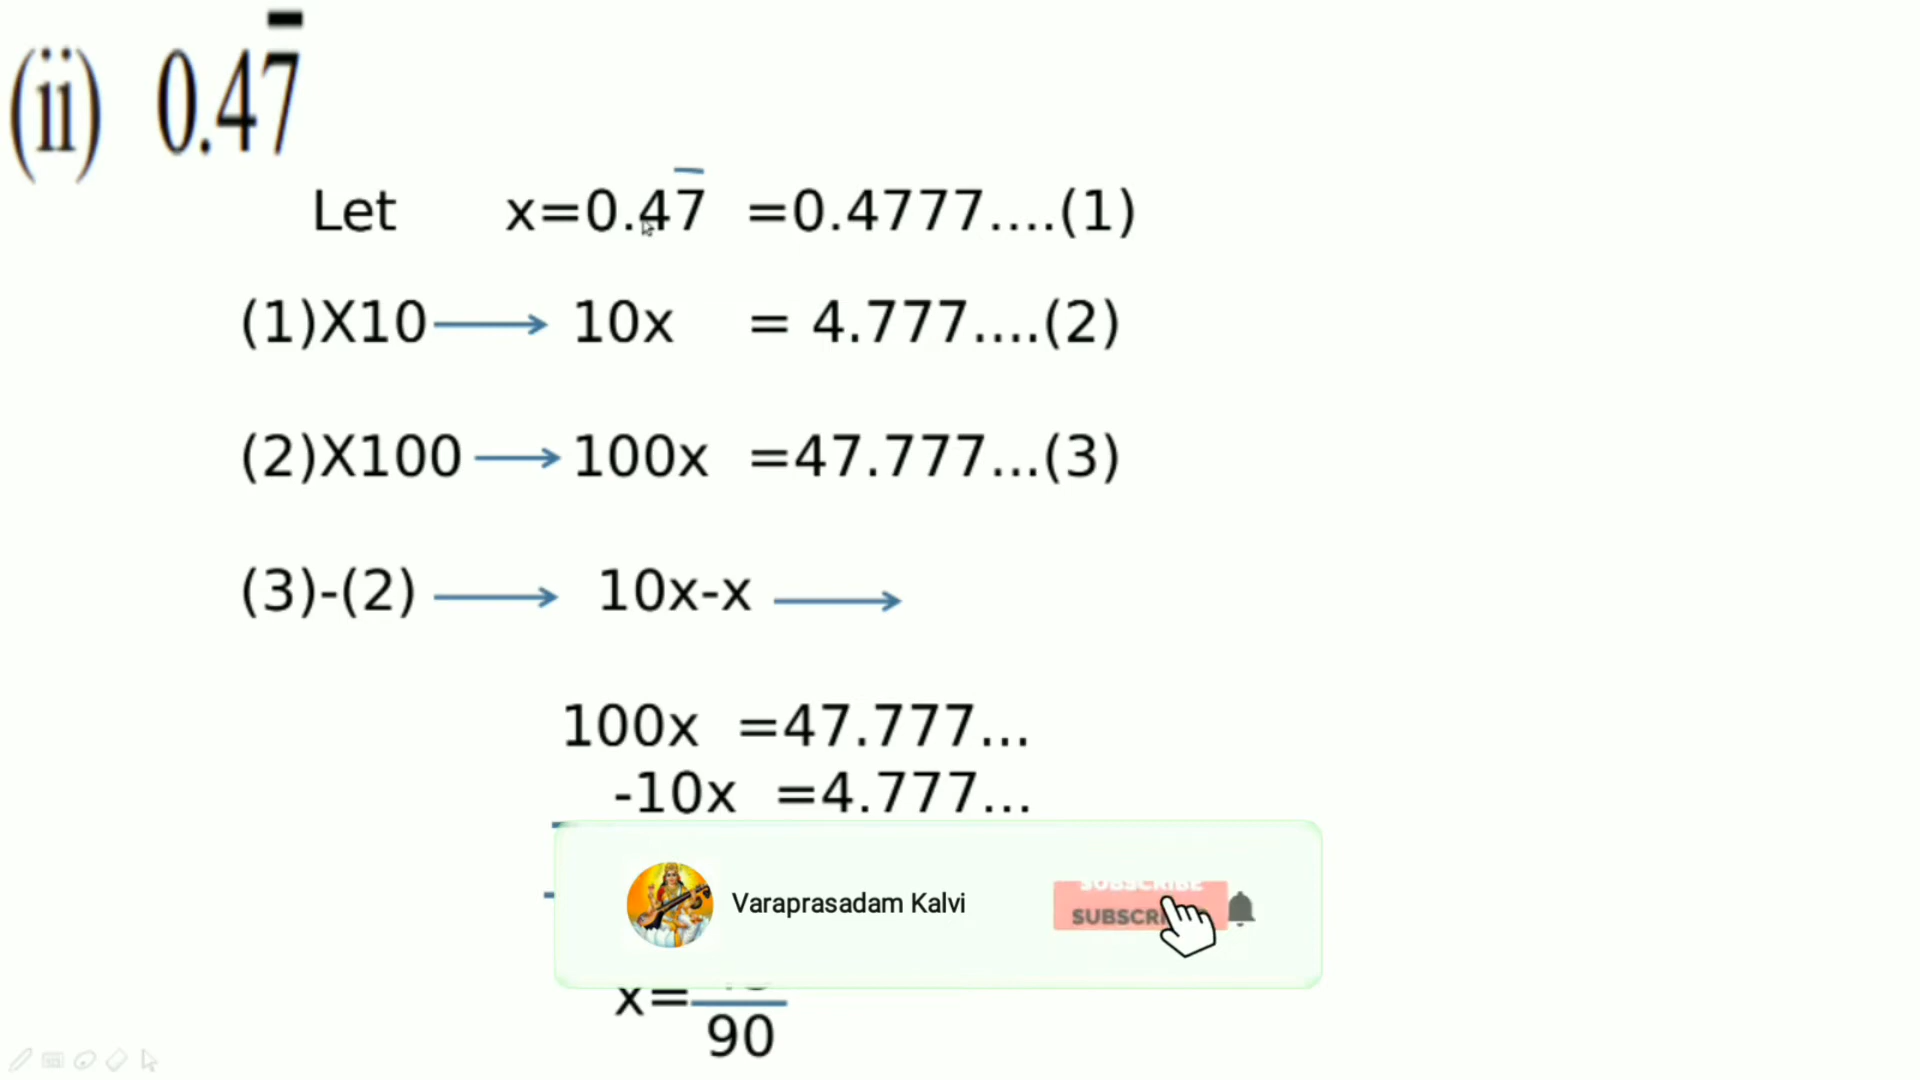 (ii) 0.47̅
Let x=0.47̅ =0.4777....(1)
(1)X10 → 10x = 4.777....(2)
(2)X100 → 100x =47.777...(3)
(3)-(2) → 10x-x →
100x =47.777...
-10x =4.777...
Varaprasadam Kalvi
SUBSCRIBE
x=
90